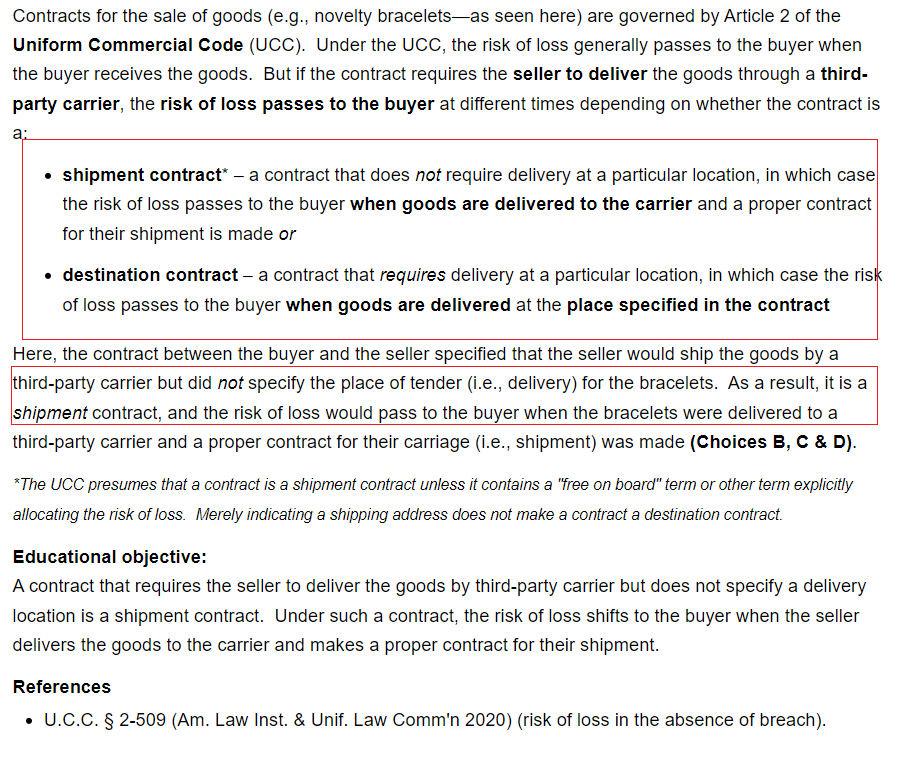 Contracts for the sale of goods (e.g., novelty bracelets—as seen here) are governed by Article 2 of the
Uniform Commercial Code (UCC).  Under the UCC, the risk of loss generally passes to the buyer when
the buyer receives the goods.  But if the contract requires the seller to deliver the goods through a third-
party carrier, the risk of loss passes to the buyer at different times depending on whether the contract is
a:
• shipment contract* – a contract that does not require delivery at a particular location, in which case
the risk of loss passes to the buyer when goods are delivered to the carrier and a proper contract
for their shipment is made or
• destination contract – a contract that requires delivery at a particular location, in which case the risk
of loss passes to the buyer when goods are delivered at the place specified in the contract
Here, the contract between the buyer and the seller specified that the seller would ship the goods by a
third-party carrier but did not specify the place of tender (i.e., delivery) for the bracelets.  As a result, it is a
shipment contract, and the risk of loss would pass to the buyer when the bracelets were delivered to a
third-party carrier and a proper contract for their carriage (i.e., shipment) was made (Choices B, C & D).
*The UCC presumes that a contract is a shipment contract unless it contains a "free on board" term or other term explicitly
allocating the risk of loss.  Merely indicating a shipping address does not make a contract a destination contract.
Educational objective:
A contract that requires the seller to deliver the goods by third-party carrier but does not specify a delivery
location is a shipment contract.  Under such a contract, the risk of loss shifts to the buyer when the seller
delivers the goods to the carrier and makes a proper contract for their shipment.
References
• U.C.C. § 2-509 (Am. Law Inst. & Unif. Law Comm'n 2020) (risk of loss in the absence of breach).